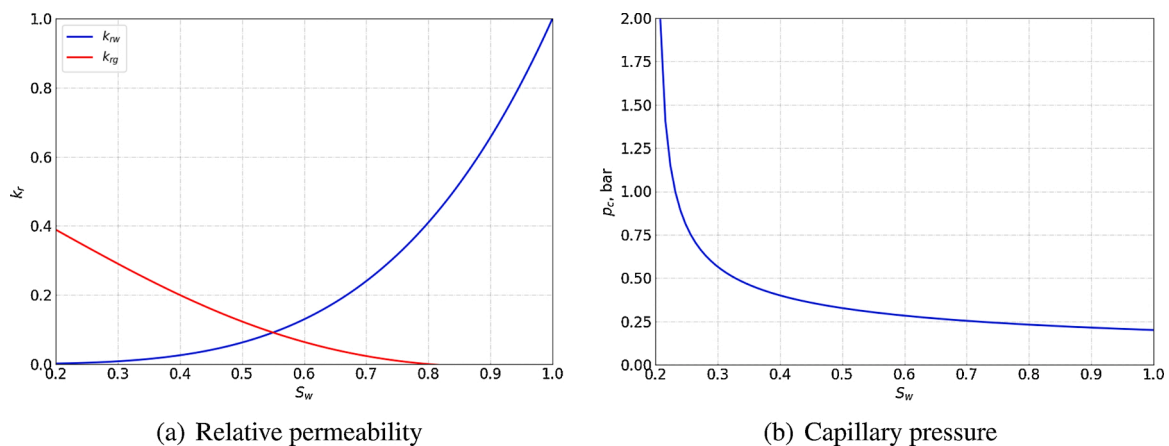 1.0
0.8
0.6
0.4
0.2
0.0
k_r
k_rw
k_rg
0.2 0.3 0.4 0.5 0.6 0.7 0.8 0.9 1.0
S_w
(a) Relative permeability
2.00
1.75
1.50
1.25
1.00
0.75
0.50
0.25
0.00
p_c, bar
0.2 0.3 0.4 0.5 0.6 0.7 0.8 0.9 1.0
S_w
(b) Capillary pressure